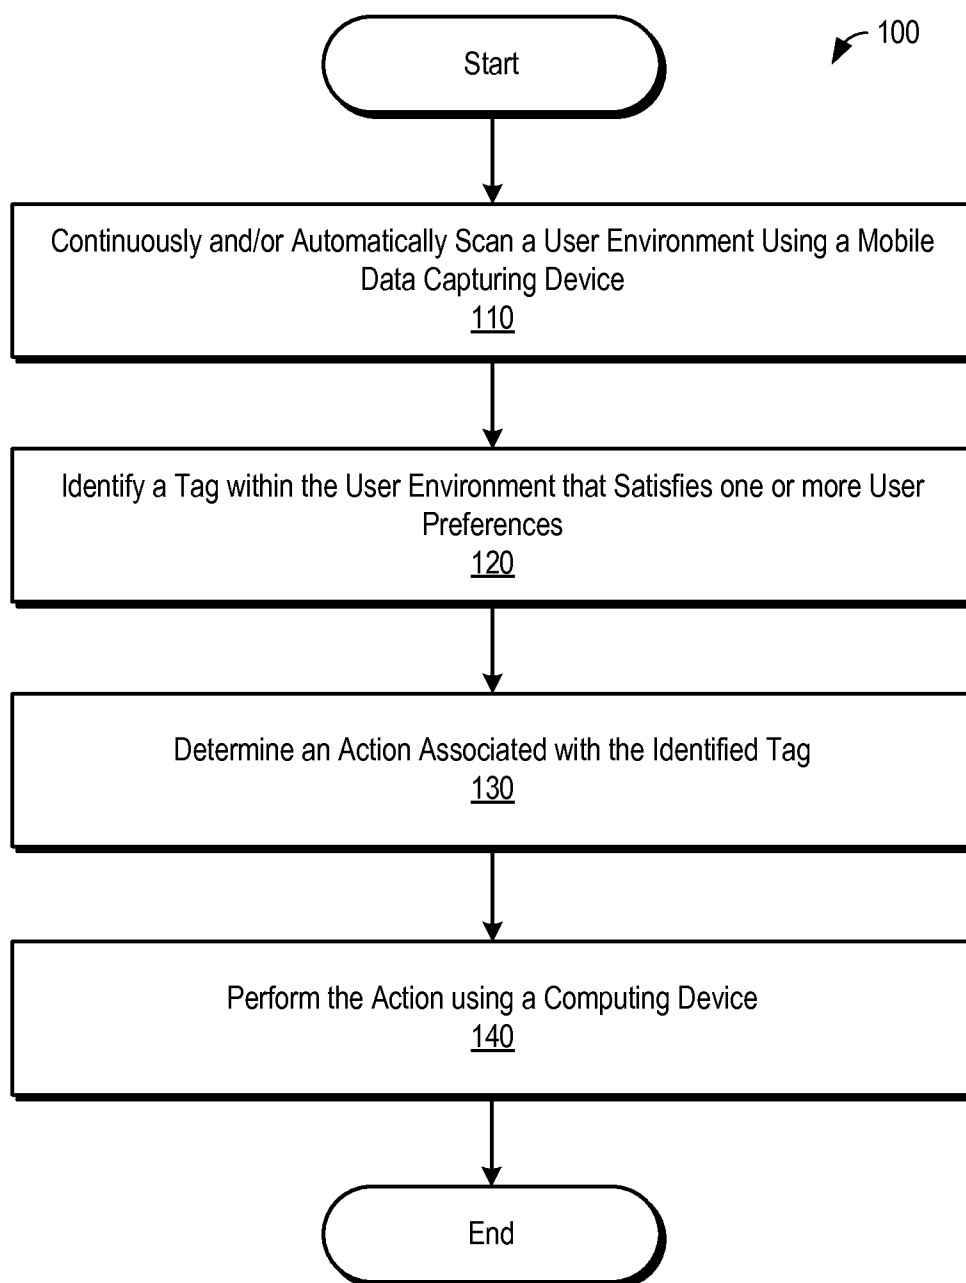 100
Start
Continuously and/or Automatically Scan a User Environment Using a Mobile
Data Capturing Device
110
Identify a Tag within the User Environment that Satisfies one or more User
Preferences
120
Determine an Action Associated with the Identified Tag
130
Perform the Action using a Computing Device
140
End